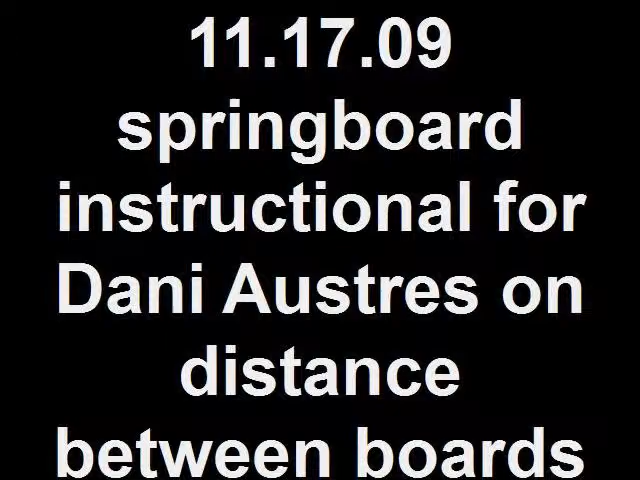 11.17.09
springboard
instructional for
Dani Austres on
distance
between boards